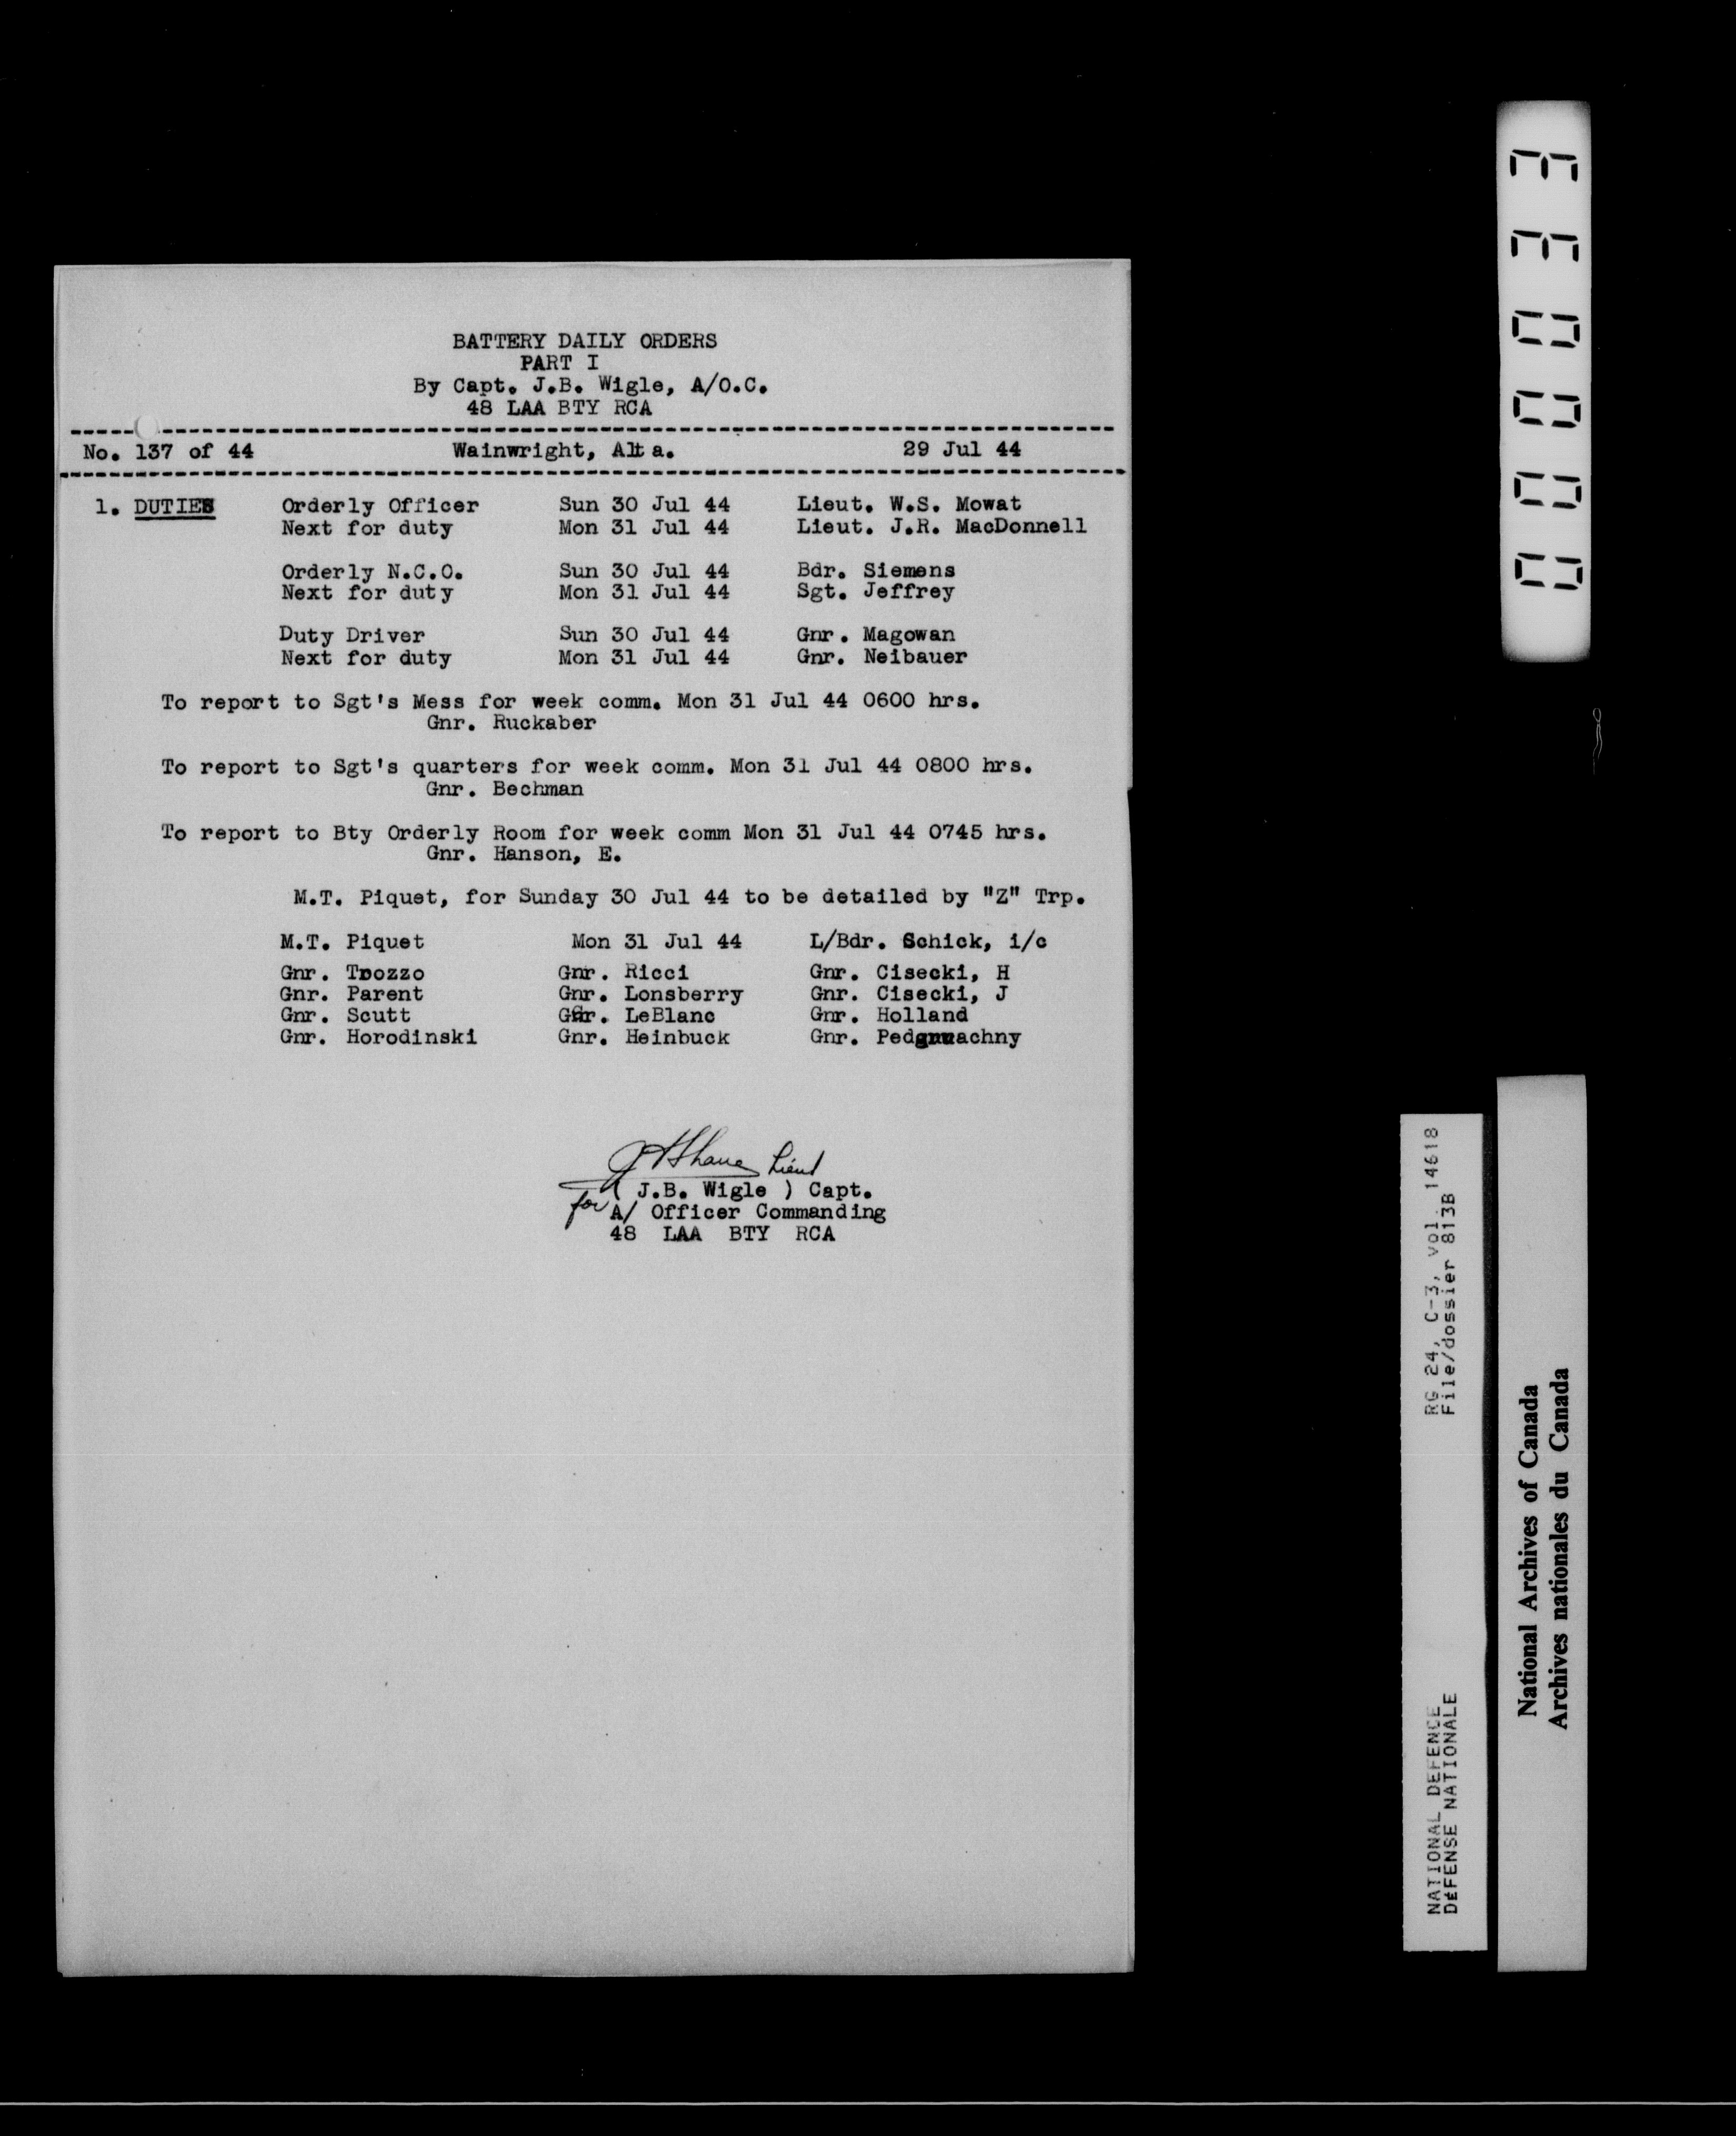 BATTERY DAILY ORDERS
PART I
By Capt. J.B. Wigle, A/O.C.
48 LAA BTY RCA
No. 137 of 44 Wainwright, Alta. 29 Jul 44
1. DUTIES Orderly Officer Sun 30 Jul 44 Lieut. W.S. Mowat
Next for duty Mon 31 Jul 44 Lieut. J.R. MacDonnell
Orderly N.C.O. Sun 30 Jul 44 Bdr. Siemens
Next for duty Mon 31 Jul 44 Sgt. Jeffrey
Duty Driver Sun 30 Jul 44 Gnr. Magowan
Next for duty Mon 31 Jul 44 Gnr. Neibauer
To report to Sgt's Mess for week comm. Mon 31 Jul 44 0600 hrs.
Gnr. Ruckaber
To report to Sgt's quarters for week comm. Mon 31 Jul 44 0800 hrs.
Gnr. Bechman
To report to Bty Orderly Room for week comm Mon 31 Jul 44 0745 hrs.
Gnr. Hanson, E.
M.T. Piquet, for Sunday 30 Jul 44 to be detailed by "Z" Trp.
M.T. Piquet Mon 31 Jul 44 L/Bdr. Schick, i/c
Gnr. Trozzo Gnr. Ricci Gnr. Cisecki, H
Gnr. Parent Gnr. Lonsberry Gnr. Cisecki, J
Gnr. Scutt Gnr. LeBlanc Gnr. Holland
Gnr. Horodinski Gnr. Heinbuck Gnr.
Lieut
( J.B. Wigle ) Capt.
for A/ Officer Commanding
48 LAA BTY RCA
000033
RG 24, C-3, vol. 14618
File/dossier 813B
NATIONAL DEFENCE
DÉFENSE NATIONALE
National Archives of Canada
Archives nationales du Canada